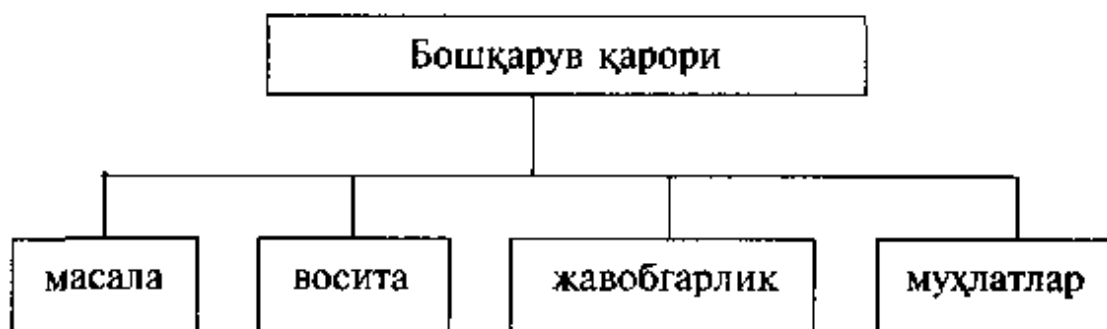 Бошқарув қарори
масала
восита
жавобгарлик
муҳлатлар